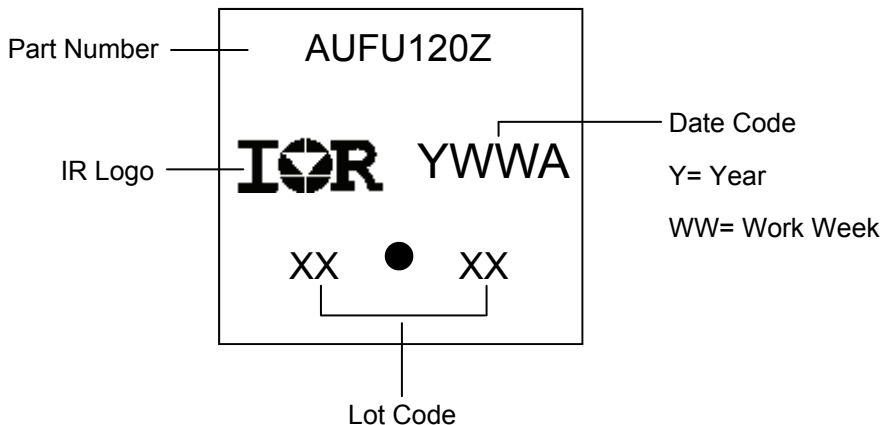 Part Number
AUFU120Z
IR Logo
IOR
YWWA
Date Code
Y= Year
WW= Work Week
XX
XX
Lot Code